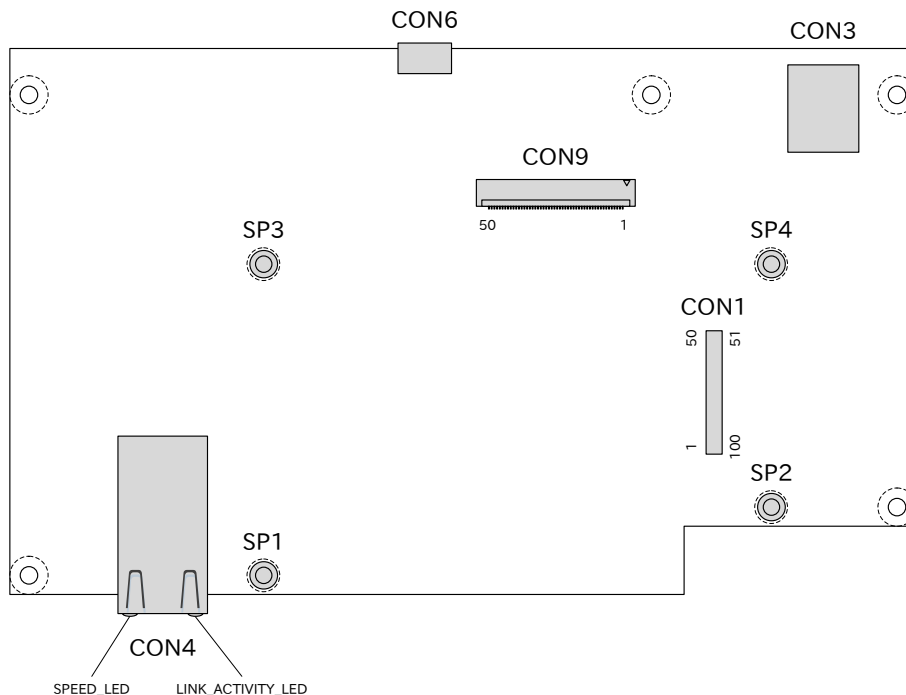 CON6
CON3
CON9
50 1
SP3
SP4
CON1
50 51
1 100
SP2
SP1
CON4
SPEED_LED LINK_ACTIVITY_LED